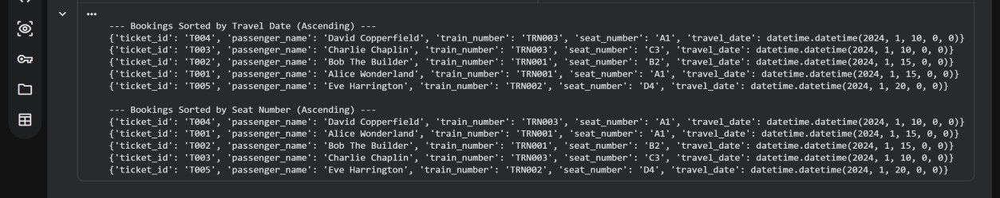 --- Bookings Sorted by Travel Date (Ascending) ---
{'ticket_id': 'T004', 'passenger_name': 'David Copperfield', 'train_number': 'TRN003', 'seat_number': 'A1', 'travel_date': datetime.datetime(2024, 1, 10, 0, 0)}
{'ticket_id': 'T003', 'passenger_name': 'Charlie Chaplin', 'train_number': 'TRN003', 'seat_number': 'C3', 'travel_date': datetime.datetime(2024, 1, 10, 0, 0)}
{'ticket_id': 'T002', 'passenger_name': 'Bob The Builder', 'train_number': 'TRN001', 'seat_number': 'B2', 'travel_date': datetime.datetime(2024, 1, 15, 0, 0)}
{'ticket_id': 'T001', 'passenger_name': 'Alice Wonderland', 'train_number': 'TRN001', 'seat_number': 'A1', 'travel_date': datetime.datetime(2024, 1, 15, 0, 0)}
{'ticket_id': 'T005', 'passenger_name': 'Eve Harrington', 'train_number': 'TRN002', 'seat_number': 'D4', 'travel_date': datetime.datetime(2024, 1, 20, 0, 0)}
--- Bookings Sorted by Seat Number (Ascending) ---
{'ticket_id': 'T004', 'passenger_name': 'David Copperfield', 'train_number': 'TRN003', 'seat_number': 'A1', 'travel_date': datetime.datetime(2024, 1, 10, 0, 0)}
{'ticket_id': 'T001', 'passenger_name': 'Alice Wonderland', 'train_number': 'TRN001', 'seat_number': 'A1', 'travel_date': datetime.datetime(2024, 1, 15, 0, 0)}
{'ticket_id': 'T002', 'passenger_name': 'Bob The Builder', 'train_number': 'TRN001', 'seat_number': 'B2', 'travel_date': datetime.datetime(2024, 1, 15, 0, 0)}
{'ticket_id': 'T003', 'passenger_name': 'Charlie Chaplin', 'train_number': 'TRN003', 'seat_number': 'C3', 'travel_date': datetime.datetime(2024, 1, 10, 0, 0)}
{'ticket_id': 'T005', 'passenger_name': 'Eve Harrington', 'train_number': 'TRN002', 'seat_number': 'D4', 'travel_date': datetime.datetime(2024, 1, 20, 0, 0)}